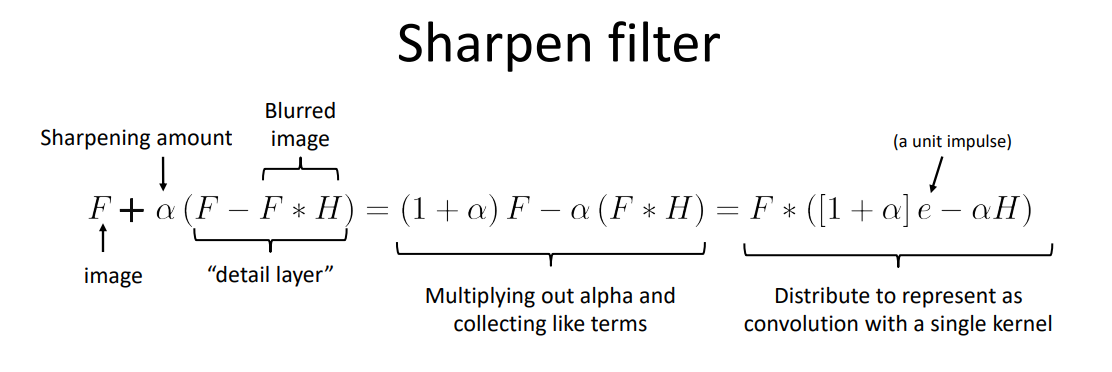 Sharpen filter
Blurred
image
Sharpening amount
(a unit impulse)
F + α (F − F ∗ H) = (1 + α) F − α (F ∗ H) = F ∗ ([1 + α] e − αH)
image
“detail layer”
Multiplying out alpha and
collecting like terms
Distribute to represent as
convolution with a single kernel